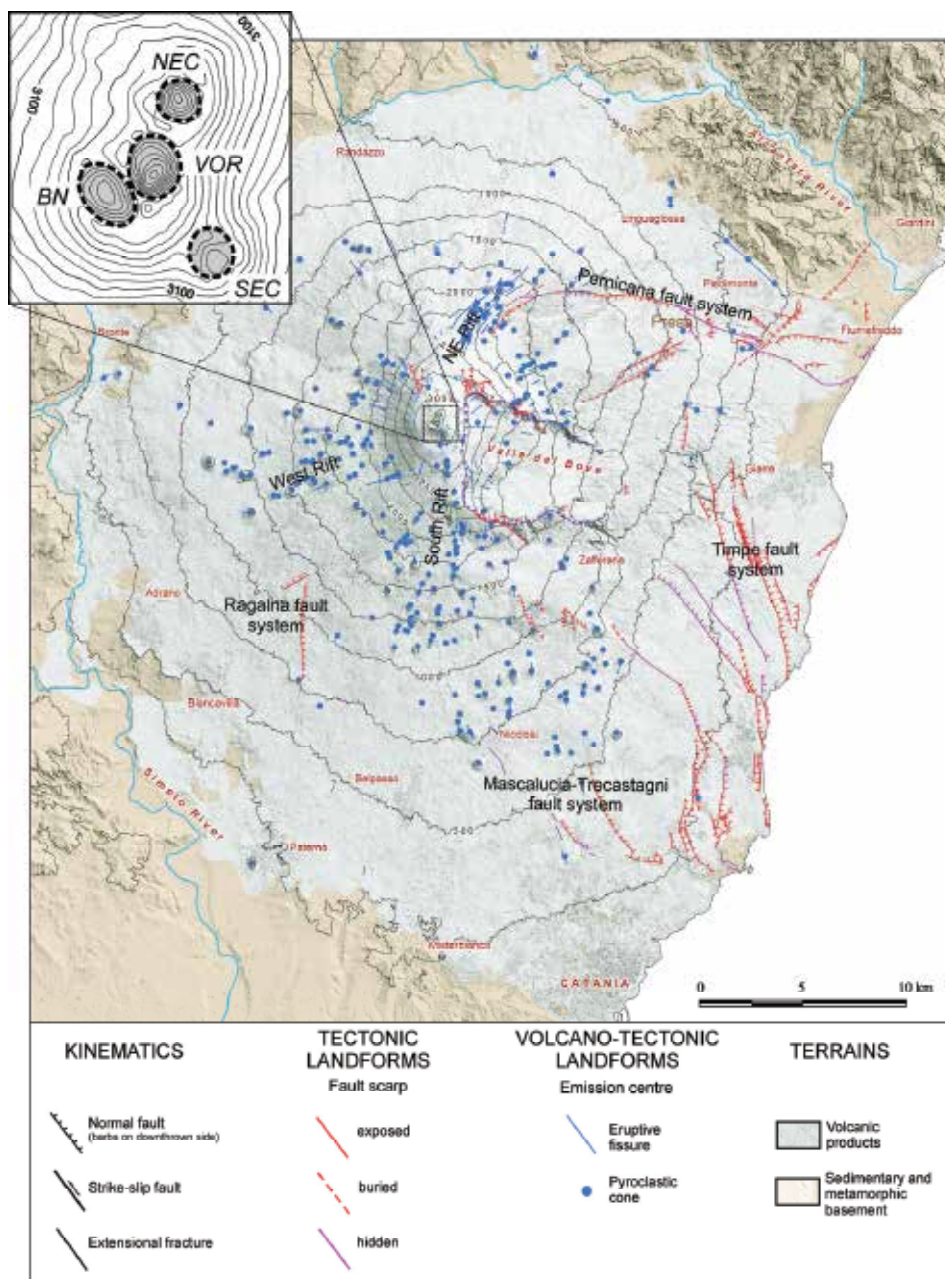 3100
3100
NEC
VOR
BN
SEC
3100
Randazzo
Alcantara River
Linguaglossa
Giardini
Piedimonte
Pernicana fault system
Presa
Fiumefreddo
NE Rift
Bronte
3000
Valle del Bove
West Rift
South Rift
Giarre
Timpe fault
system
Zafferana
Adrano
Ragalna fault
system
Biancavilla
Nicolosi
Mascalucia-Trecastagni
fault system
Belpasso
Simeto River
Paternò
Misterbianco
CATANIA
0 5 10 km
KINEMATICS
Normal fault
(barbs on downthrown side)
Strike-slip fault
Extensional fracture
TECTONIC
LANDFORMS
Fault scarp
exposed
buried
hidden
VOLCANO-TECTONIC
LANDFORMS
Emission centre
Eruptive
fissure
Pyroclastic
cone
TERRAINS
Volcanic
products
Sedimentary and
metamorphic
basement